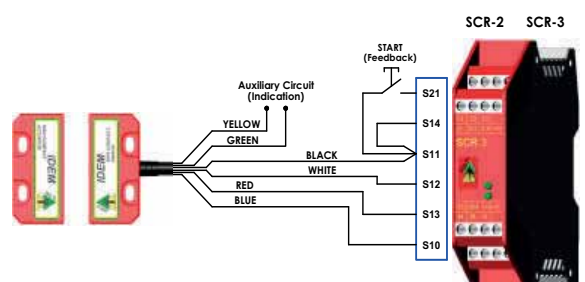 SCR-2 SCR-3
START
(Feedback)
Auxiliary Circuit
(Indication)
YELLOW
GREEN
BLACK
WHITE
RED
BLUE
S21
S14
S11
S12
S13
S10
IDEM
IDEM
SCR-3